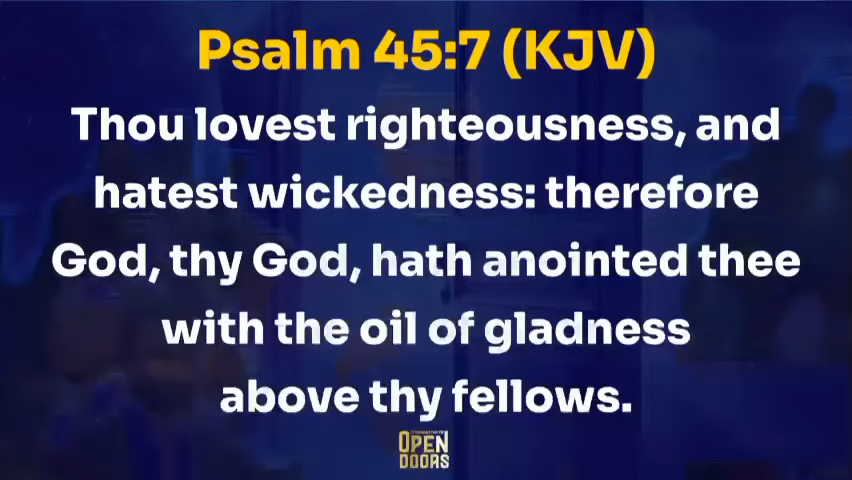 Psalm 45:7 (KJV)
Thou lovest righteousness, and
hatest wickedness: therefore
God, thy God, hath anointed thee
with the oil of gladness
above thy fellows.
OPEN
DOORS